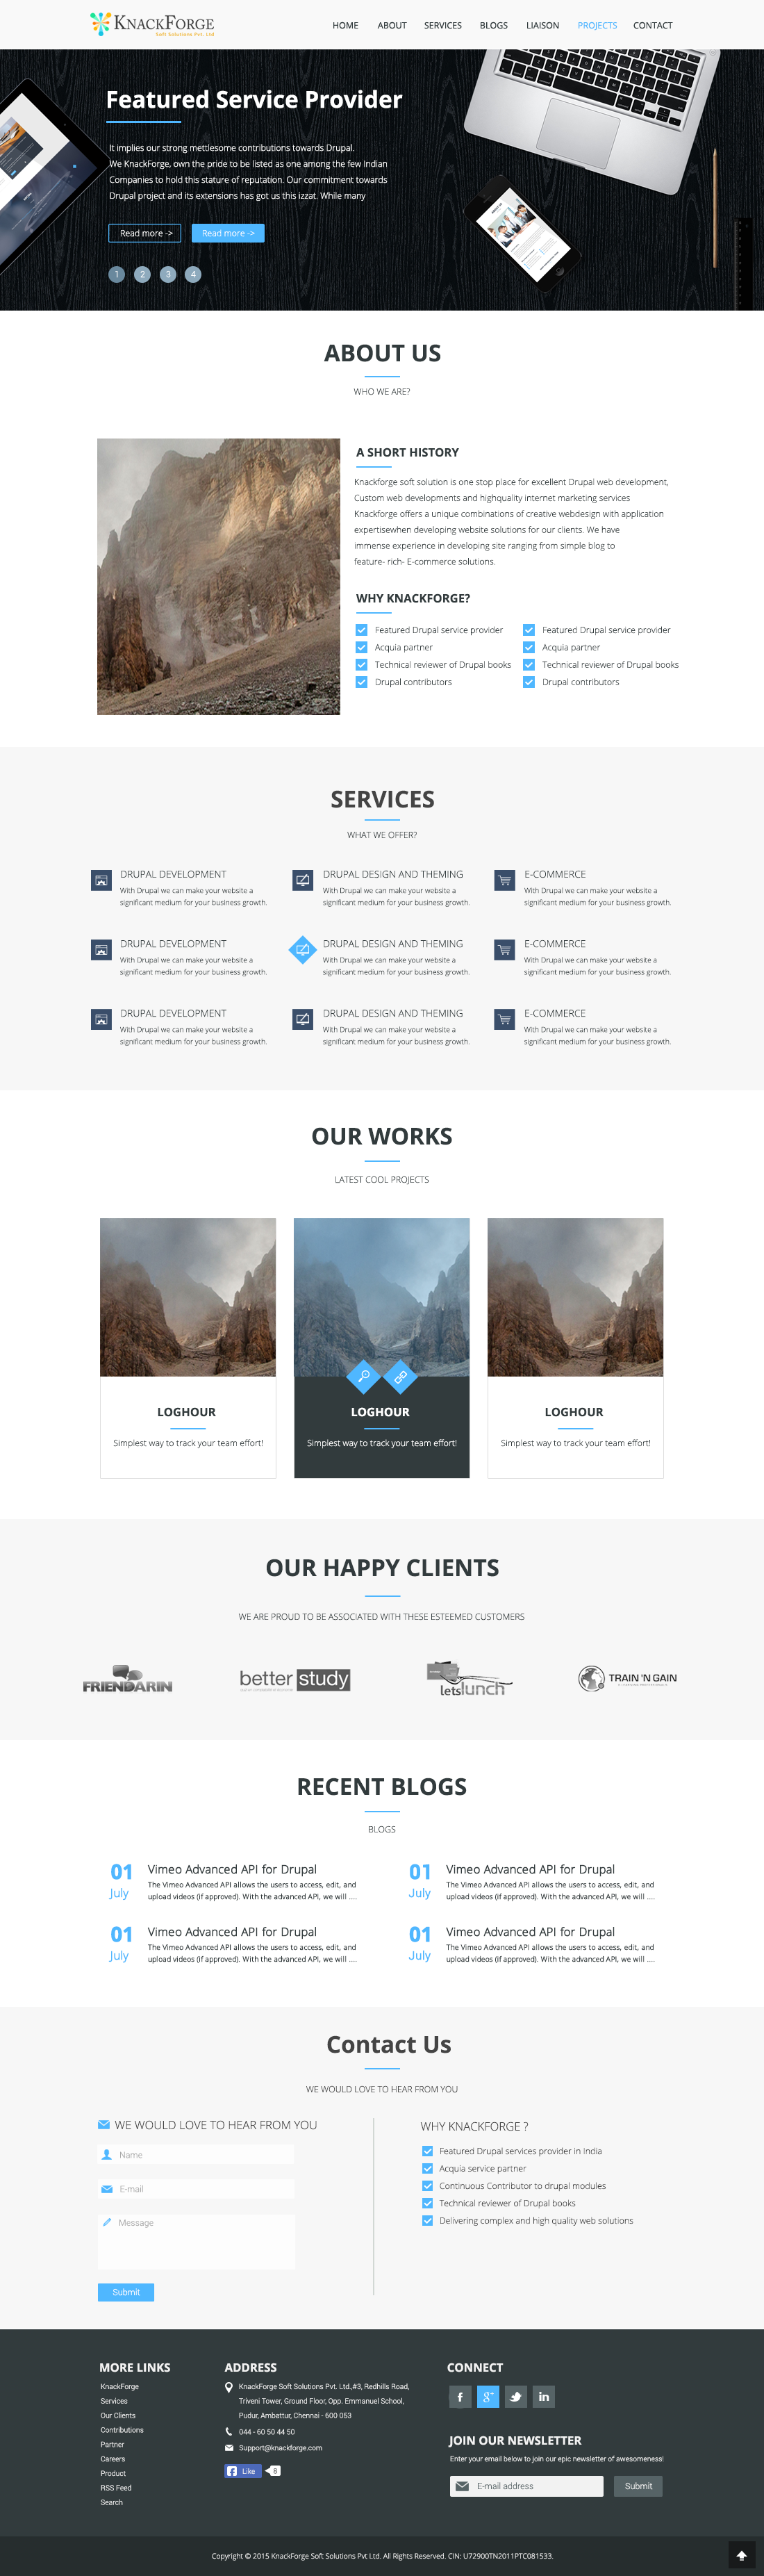 KnackForge
Soft Solutions Pvt. Ltd
HOME ABOUT SERVICES BLOGS LIAISON PROJECTS CONTACT
Featured Service Provider
It implies our strong mettlesome contributions towards Drupal.
We KnackForge, own the pride to be listed as one among the few Indian
Companies to hold this stature of reputation. Our commitment towards
Drupal project and its extensions has got us this izzat. While many
Read more -> Read more ->
1 2 3 4
ABOUT US
WHO WE ARE?
A SHORT HISTORY
Knackforge soft solution is one stop place for excellent Drupal web development,
Custom web developments and highquality internet marketing services
Knackforge offers a unique combinations of creative webdesign with application
expertisewhen developing website solutions for our clients. We have
immense experience in developing site ranging from simple blog to
feature- rich- E-commerce solutions.
WHY KNACKFORGE?
Featured Drupal service provider Featured Drupal service provider
Acquia partner Acquia partner
Technical reviewer of Drupal books Technical reviewer of Drupal books
Drupal contributors Drupal contributors
SERVICES
WHAT WE OFFER?
DRUPAL DEVELOPMENT DRUPAL DESIGN AND THEMING E-COMMERCE
With Drupal we can make your website a With Drupal we can make your website a With Drupal we can make your website a
significant medium for your business growth. significant medium for your business growth. significant medium for your business growth.
DRUPAL DEVELOPMENT DRUPAL DESIGN AND THEMING E-COMMERCE
With Drupal we can make your website a With Drupal we can make your website a With Drupal we can make your website a
significant medium for your business growth. significant medium for your business growth. significant medium for your business growth.
DRUPAL DEVELOPMENT DRUPAL DESIGN AND THEMING E-COMMERCE
With Drupal we can make your website a With Drupal we can make your website a With Drupal we can make your website a
significant medium for your business growth. significant medium for your business growth. significant medium for your business growth.
OUR WORKS
LATEST COOL PROJECTS
LOGHOUR LOGHOUR LOGHOUR
Simplest way to track your team effort! Simplest way to track your team effort! Simplest way to track your team effort!
OUR HAPPY CLIENTS
WE ARE PROUD TO BE ASSOCIATED WITH THESE ESTEEMED CUSTOMERS
FRIENDARIN better study letslunch TRAIN 'N GAIN
RECENT BLOGS
BLOGS
01 Vimeo Advanced API for Drupal
July The Vimeo Advanced API allows the users to access, edit, and
upload videos (if approved). With the advanced API, we will ....
01 Vimeo Advanced API for Drupal
July The Vimeo Advanced API allows the users to access, edit, and
upload videos (if approved). With the advanced API, we will ....
01 Vimeo Advanced API for Drupal
July The Vimeo Advanced API allows the users to access, edit, and
upload videos (if approved). With the advanced API, we will ....
01 Vimeo Advanced API for Drupal
July The Vimeo Advanced API allows the users to access, edit, and
upload videos (if approved). With the advanced API, we will ....
Contact Us
WE WOULD LOVE TO HEAR FROM YOU
WE WOULD LOVE TO HEAR FROM YOU
Name
E-mail
Message
Submit
WHY KNACKFORGE ?
Featured Drupal services provider in India
Acquia service partner
Continuous Contributor to drupal modules
Technical reviewer of Drupal books
Delivering complex and high quality web solutions
MORE LINKS
KnackForge
Services
Our Clients
Contributions
Partner
Careers
Product
RSS Feed
Search
ADDRESS
KnackForge Soft Solutions Pvt. Ltd.,#3, Redhills Road,
Triveni Tower, Ground Floor, Opp. Emmanuel School,
Pudur, Ambattur, Chennai - 600 053
044 - 60 50 44 50
Support@knackforge.com
f Like 8
CONNECT
f g+ in
JOIN OUR NEWSLETTER
Enter your email below to join our epic newsletter of awesomeness!
E-mail address Submit
Copyright © 2015 KnackForge Soft Solutions Pvt Ltd. All Rights Reserved. CIN: U72900TN2011PTC081533.